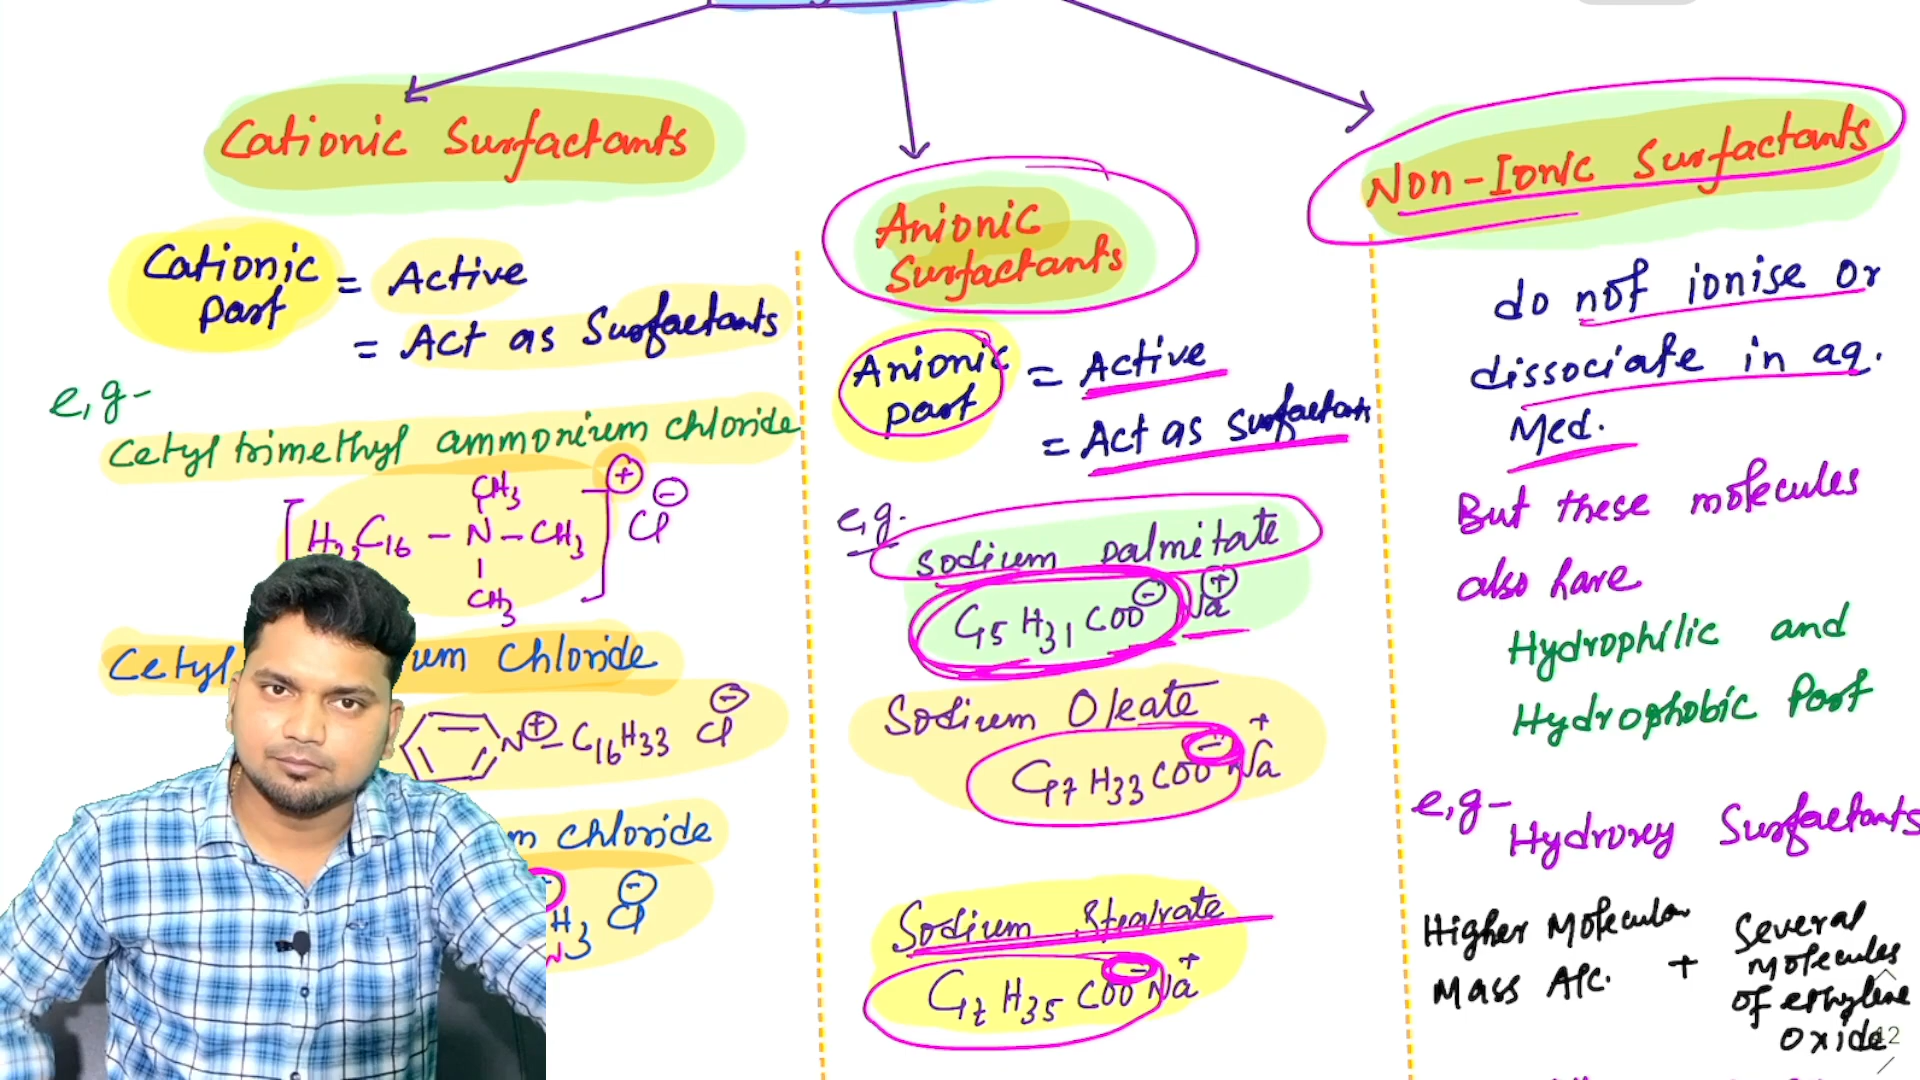 Cationic Surfactants
Cationic
part
= Active
= Act as Surfactants
e,g-
Cetyl trimethyl ammonium chloride
CH3
C16 - N - CH3
CH3
+
Cl -
Cetyl
um Chloride
N + - C16H33 Cl -
m chloride
H3 Cl -
Anionic
Surfactants
Anionic
part
= Active
= Act as surfactants
e,g.
sodium palmitate
C15 H31 COO - Na +
Sodium Oleate
C17 H33 COO - Na +
Sodium Stearate
C17 H35 COO - Na +
Non-Ionic Surfactants
do not ionise or
dissociate in aq.
Med.
But these molecules
also have
Hydrophilic and
Hydrophobic Part
e,g-
Hydroxy Surfactants
Higher Molecular
Mass Alc.
+
Several
Molecules
of ethylene
oxide
12